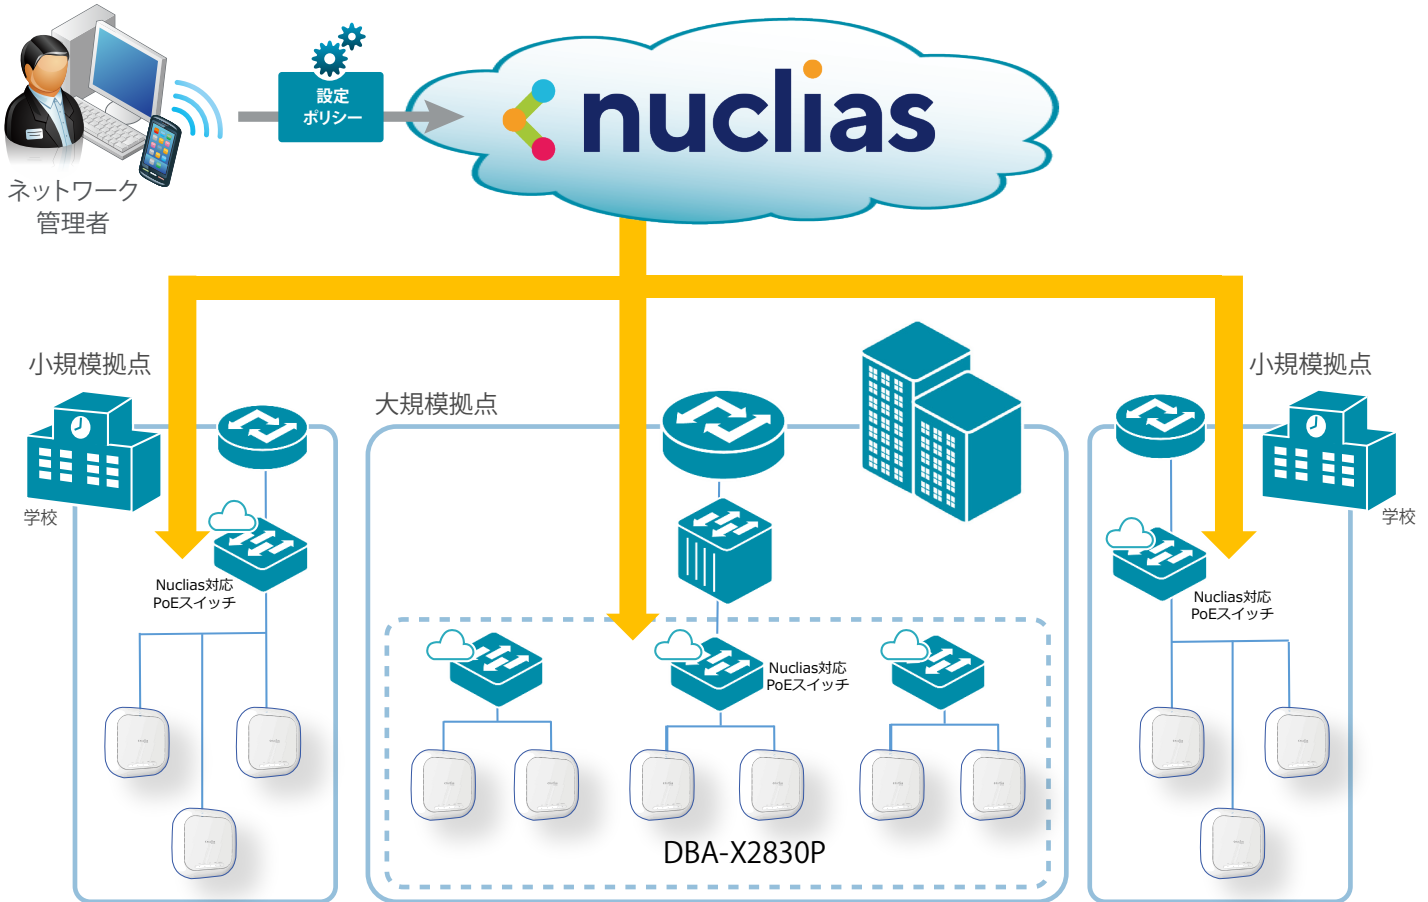 設定
ポリシー
nuclias
ネットワーク
管理者
小規模拠点
大規模拠点
小規模拠点
学校
学校
Nuclias対応
PoEスイッチ
Nuclias対応
PoEスイッチ
Nuclias対応
PoEスイッチ
DBA-X2830P